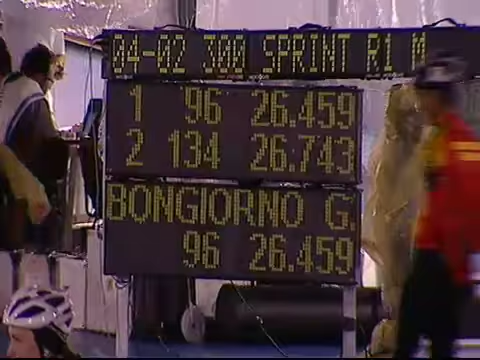 04-02 300 SPRINT R1 M
1 96 26.459
2 134 26.743
BONGIORNO G.
96 26.459